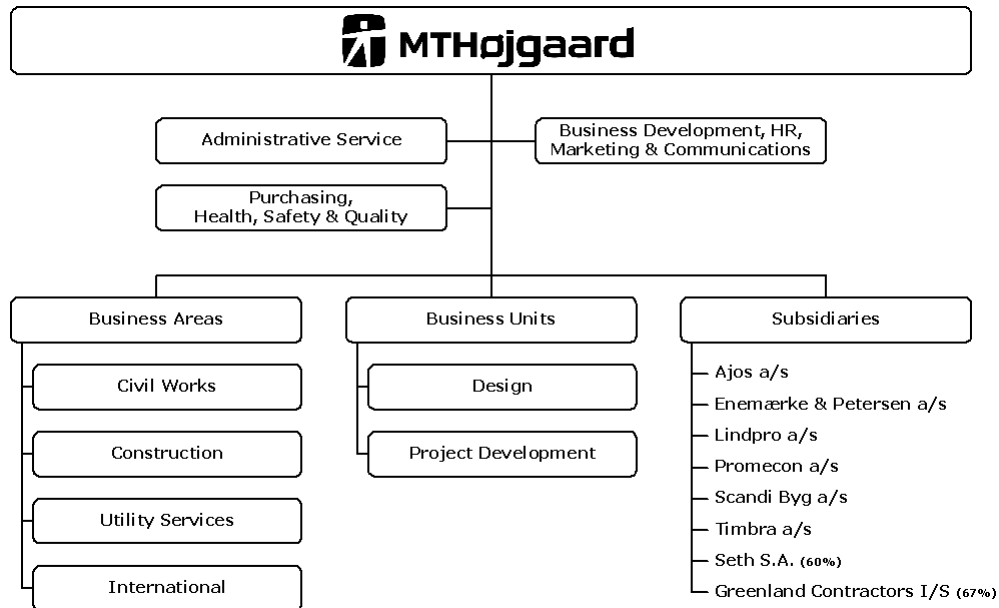 MTHøjgaard
Administrative Service
Business Development, HR,
Marketing & Communications
Purchasing,
Health, Safety & Quality
Business Areas
Civil Works
Construction
Utility Services
International
Business Units
Design
Project Development
Subsidiaries
Ajos a/s
Enemærke & Petersen a/s
Lindpro a/s
Promecon a/s
Scandi Byg a/s
Timbra a/s
Seth S.A. (60%)
Greenland Contractors I/S (67%)